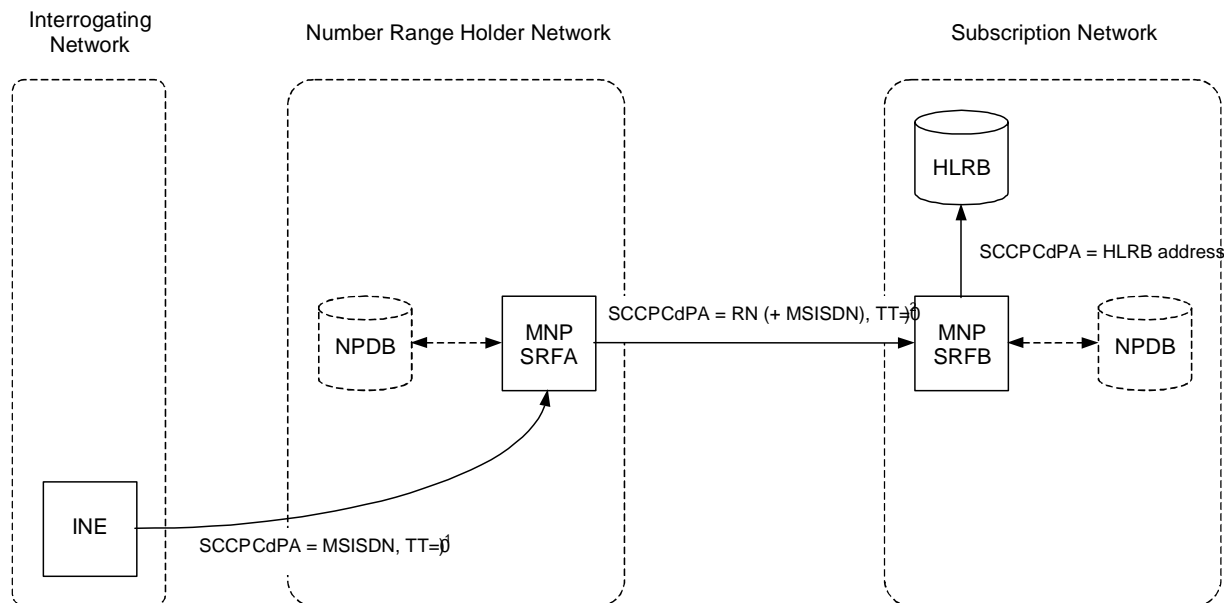 Interrogating
Network
Number Range Holder Network
Subscription Network
HLRB
SCCPCdPA = HLRB address
SCCPCdPA = RN (+ MSISDN), TT=0
NPDB
MNP
SRFA
MNP
SRFB
NPDB
INE
SCCPCdPA = MSISDN, TT=0